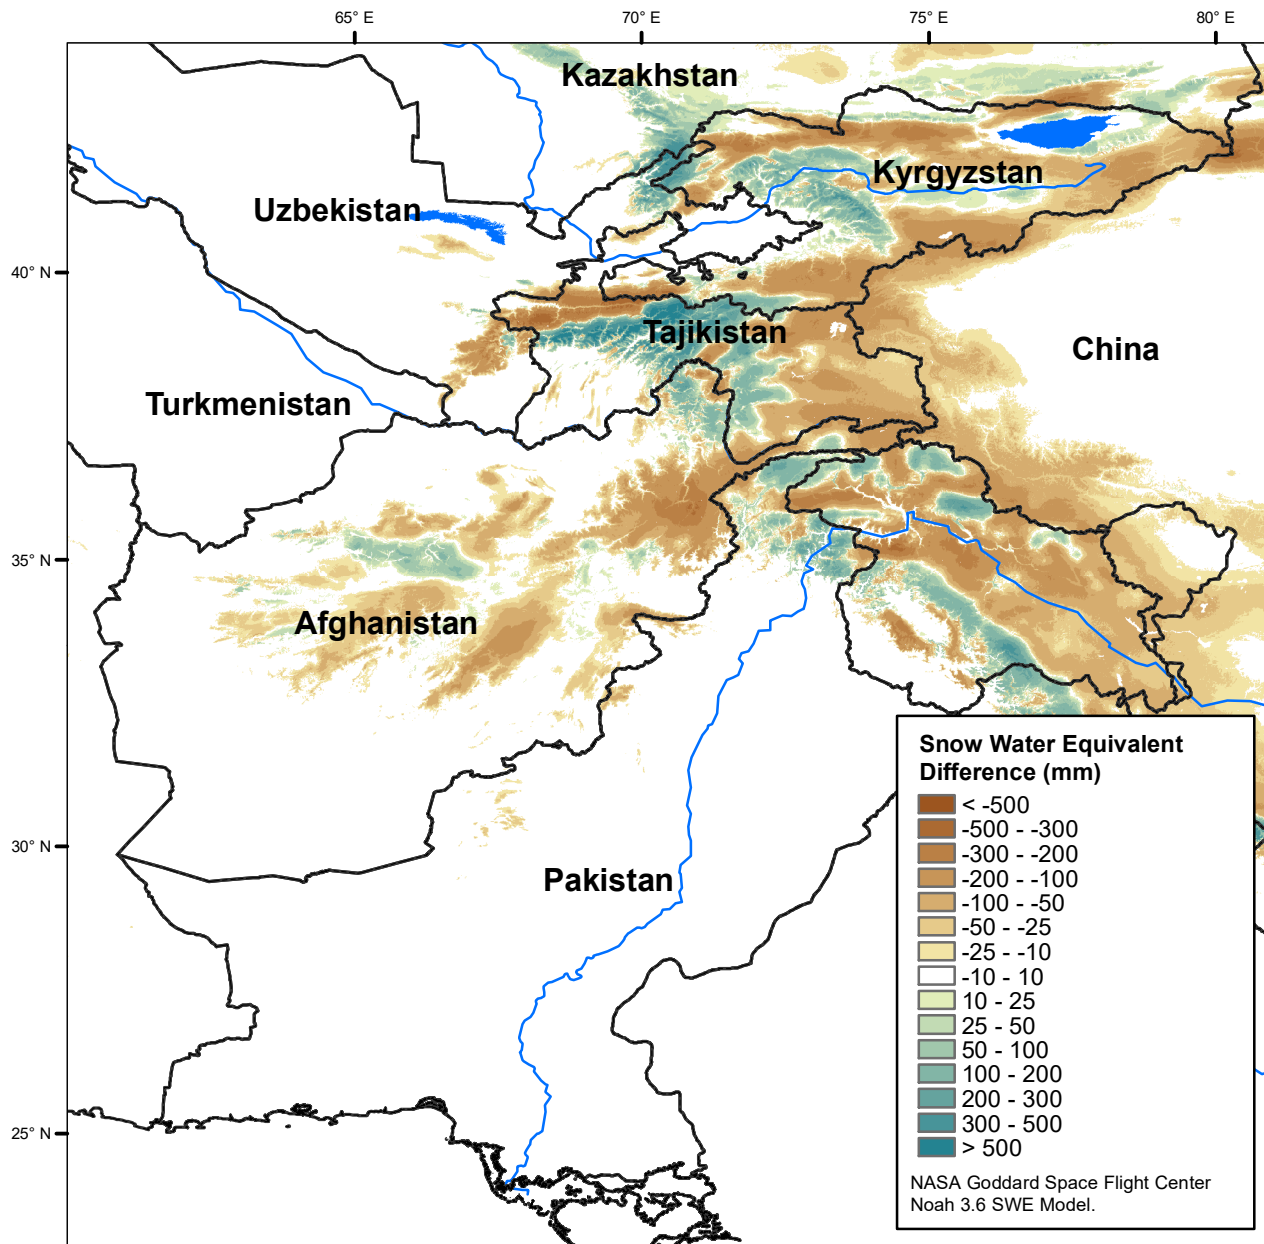 65° E
70° E
75° E
80° E
Kazakhstan
Kyrgyzstan
Uzbekistan
40° N
Tajikistan
China
Turkmenistan
35° N
Afghanistan
Snow Water Equivalent
Difference (mm)
< -500
-500 - -300
-300 - -200
-200 - -100
-100 - -50
-50 - -25
-25 - -10
-10 - 10
10 - 25
25 - 50
50 - 100
100 - 200
200 - 300
300 - 500
> 500
30° N
Pakistan
25° N
NASA Goddard Space Flight Center
Noah 3.6 SWE Model.